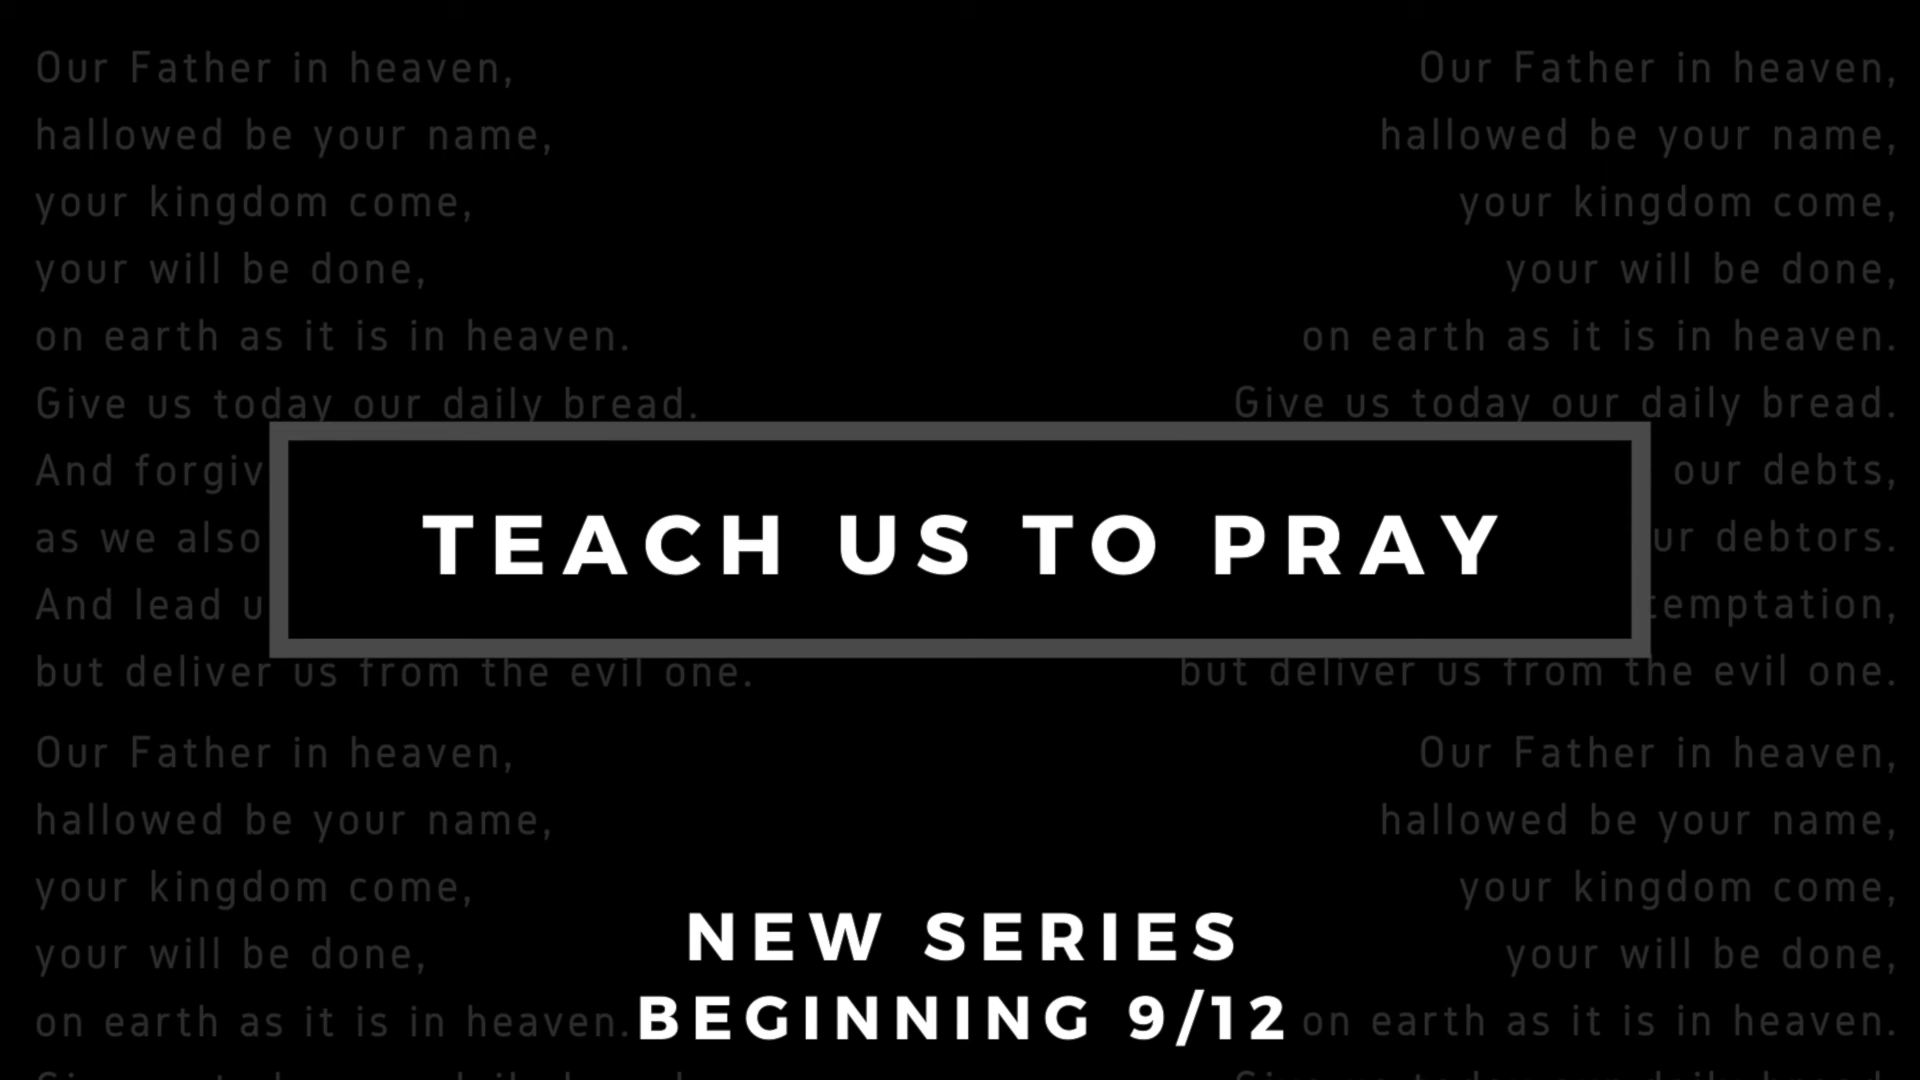 Our Father in heaven,
hallowed be your name,
your kingdom come,
your will be done,
on earth as it is in heaven.
Give us today our daily bread.
And forgiv
as we also
And lead u
but deliver us from the evil one.
Our Father in heaven,
hallowed be your name,
your kingdom come,
your will be done,
on earth as it is in heaven.
Our Father in heaven,
hallowed be your name,
your kingdom come,
your will be done,
on earth as it is in heaven.
Give us today our daily bread.
our debts,
ur debtors.
temptation,
but deliver us from the evil one.
Our Father in heaven,
hallowed be your name,
your kingdom come,
your will be done,
on earth as it is in heaven.
TEACH US TO PRAY
NEW SERIES
BEGINNING 9/12